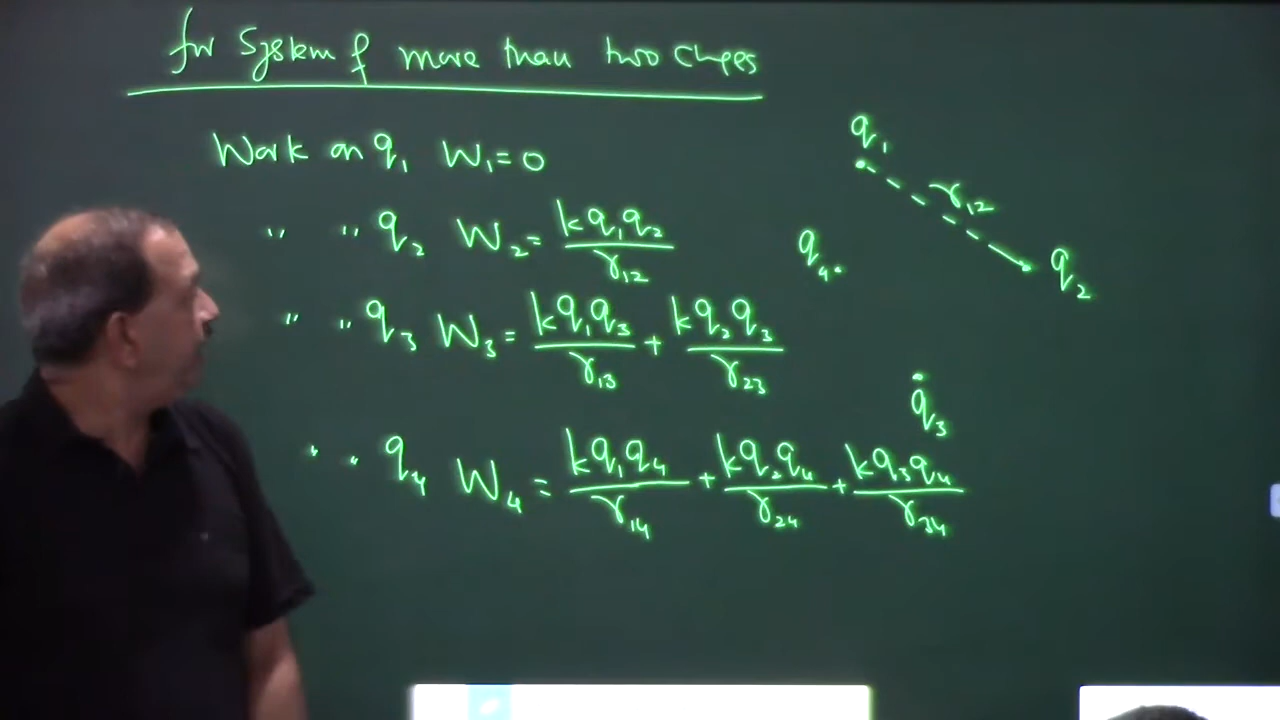 for System of more than two Charges
Work on q₁ W₁ = 0
" " q₂ W₂ = kq₁q₂/r₁₂
" " q₃ W₃ = kq₁q₃/r₁₃ + kq₂q₃/r₂₃
" " q₄ W₄ = kq₁q₄/r₁₄ + kq₂q₄/r₂₄ + kq₃q₄/r₃₄
q₁
r₁₂
q₂
q₄
q₃